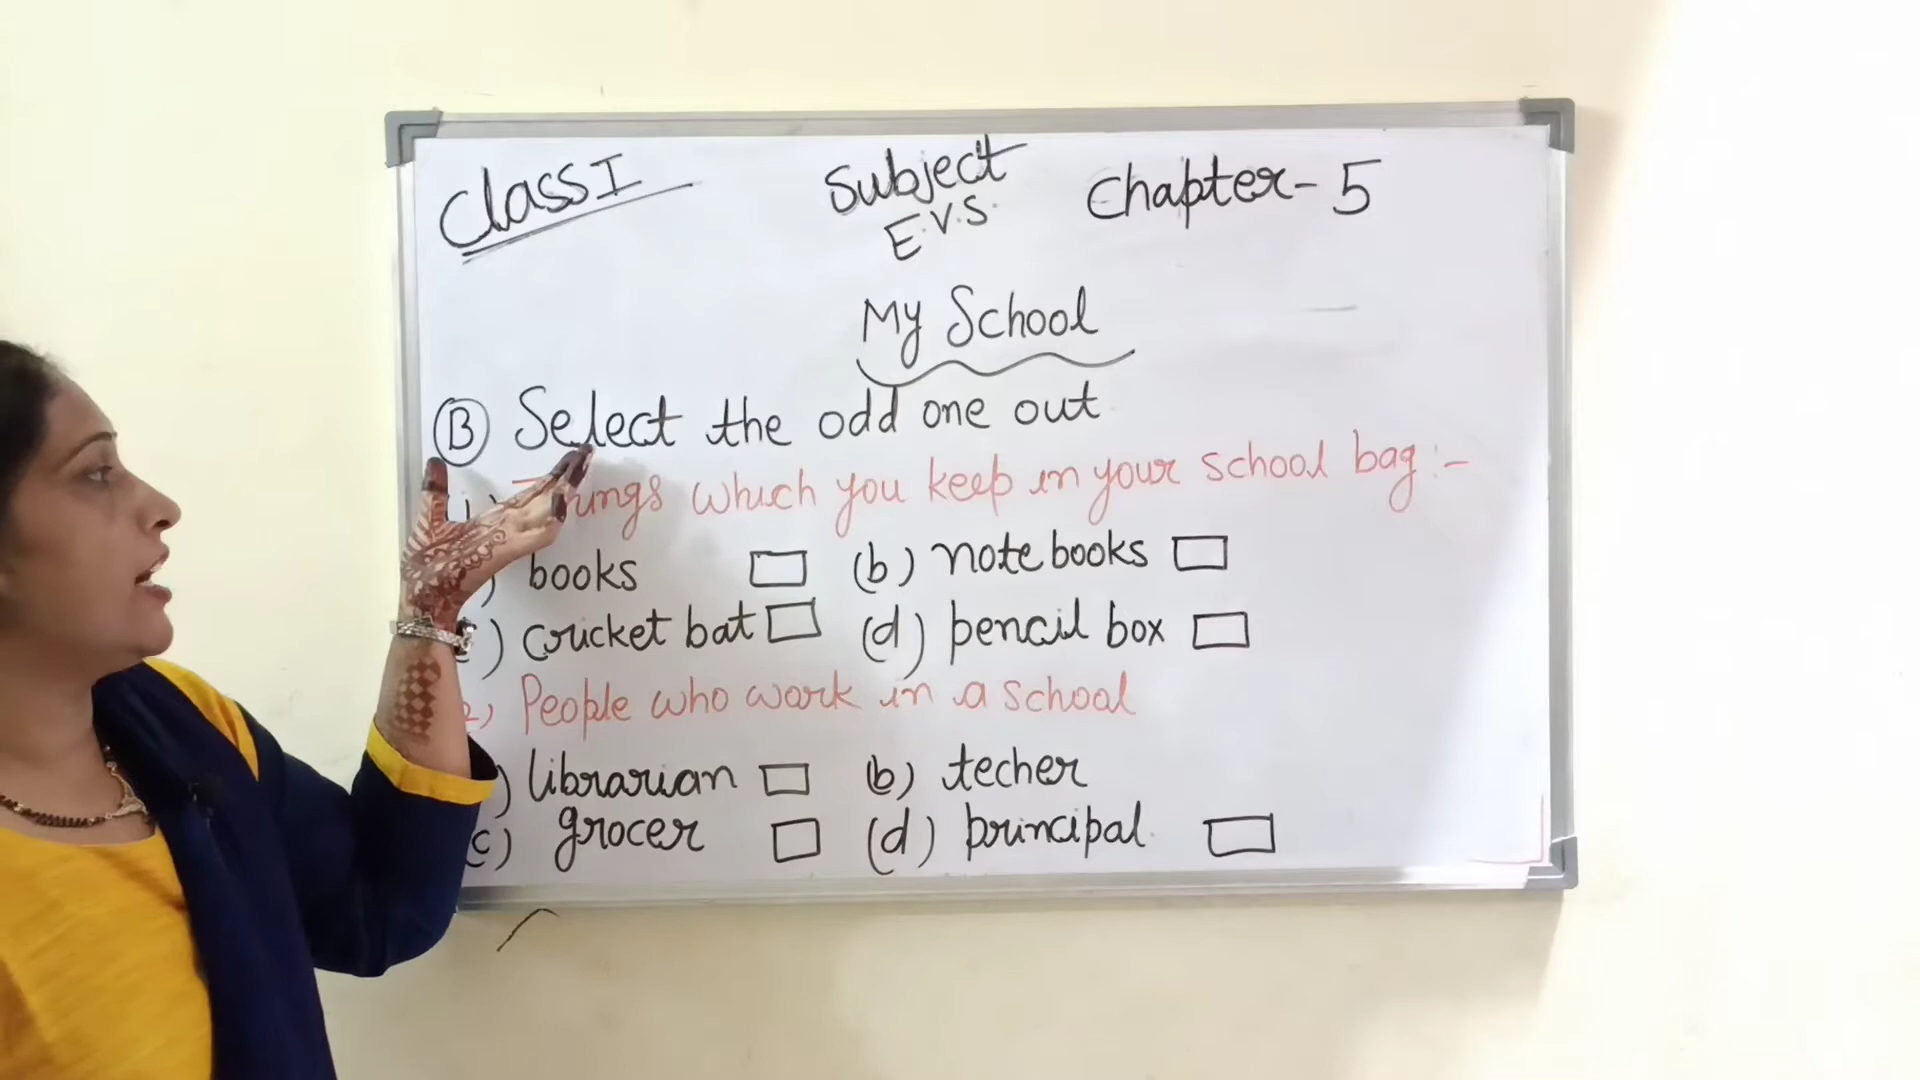 Class I Subject Chapter-5
E.V.S.
My School
B Select the odd one out
which you keep in your school bag:-
) books (b) note books
) cricket bat (d) pencil box
2) People who work in a school
) librarian (b) techer
c) grocer (d) principal